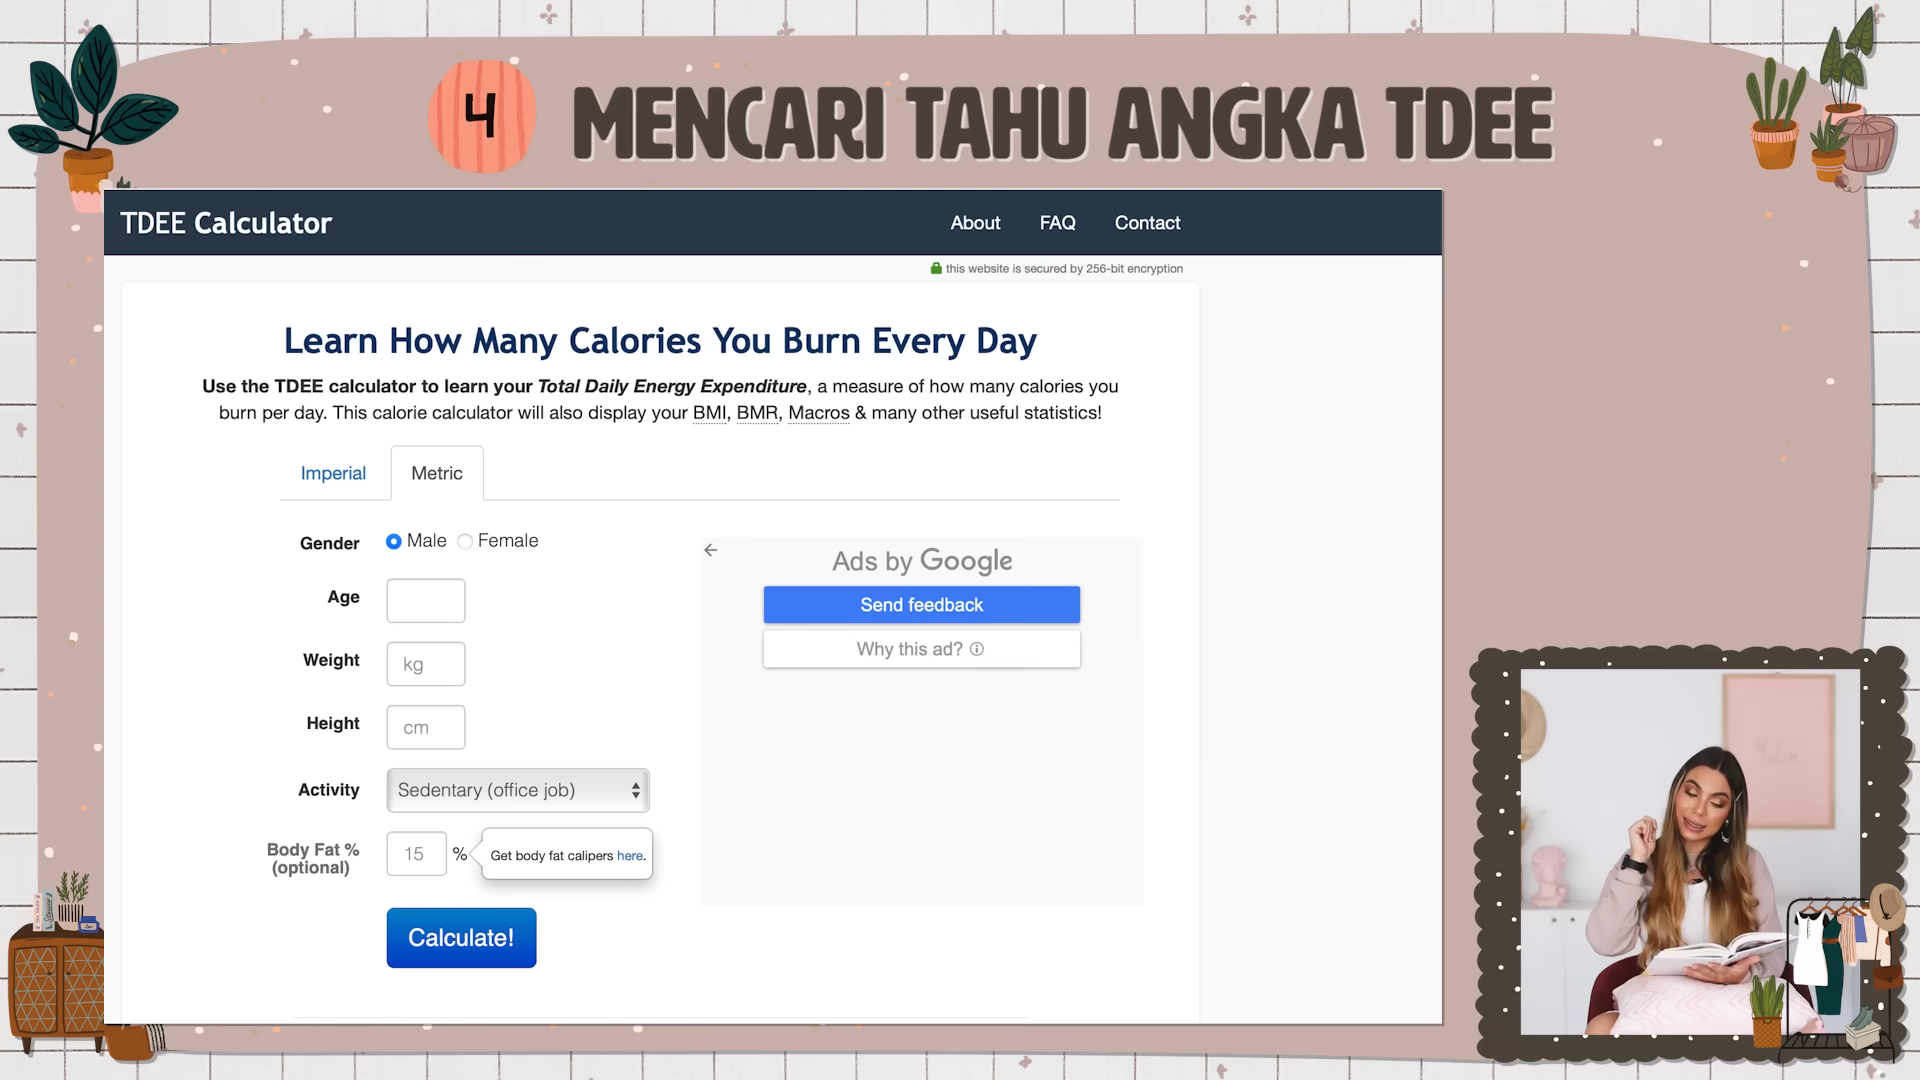 4 MENCARI TAHU ANGKA TDEE
TDEE Calculator About FAQ Contact
this website is secured by 256-bit encryption
Learn How Many Calories You Burn Every Day
Use the TDEE calculator to learn your Total Daily Energy Expenditure, a measure of how many calories you
burn per day. This calorie calculator will also display your BMI, BMR, Macros & many other useful statistics!
Imperial Metric
Gender Male Female
Age
Weight kg
Height cm
Activity Sedentary (office job)
Body Fat %
(optional)
15 %
Get body fat calipers here.
Calculate!
Ads by Google
Send feedback
Why this ad?